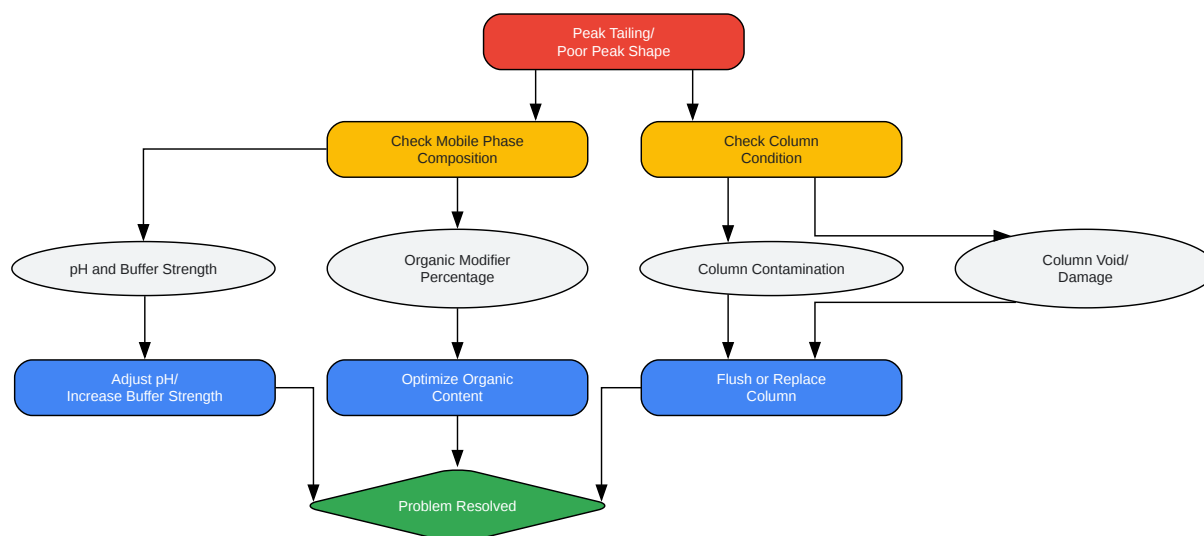 Peak Tailing/
Poor Peak Shape
Check Mobile Phase
Composition
Check Column
Condition
pH and Buffer Strength
Organic Modifier
Percentage
Column Contamination
Column Void/
Damage
Adjust pH/
Increase Buffer Strength
Optimize Organic
Content
Flush or Replace
Column
Problem Resolved